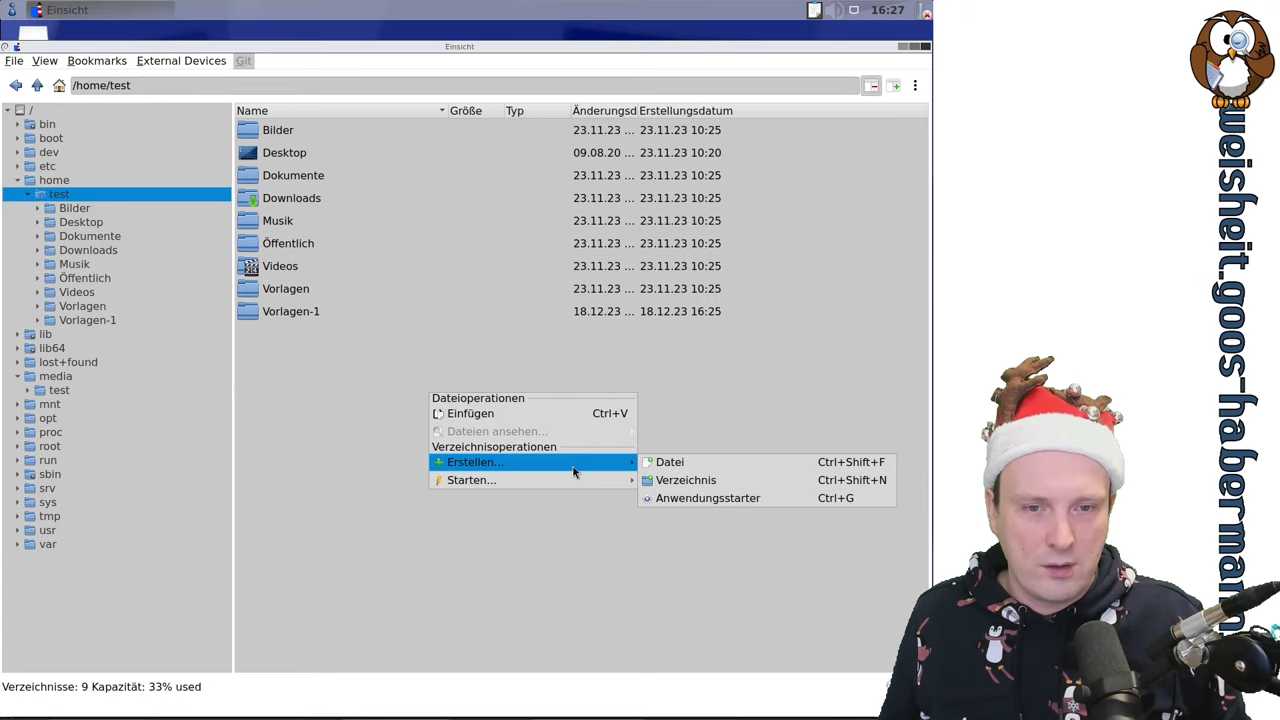 Einsicht
16:27
Einsicht
File View Bookmarks External Devices Git
/home/test
/
bin
boot
dev
etc
home
test
Bilder
Desktop
Dokumente
Downloads
Musik
Öffentlich
Videos
Vorlagen
Vorlagen-1
lib
lib64
lost+found
media
test
mnt
opt
proc
root
run
sbin
srv
sys
tmp
usr
var
Name Größe Typ Änderungsd Erstellungsdatum
Bilder 23.11.23 ... 23.11.23 10:25
Desktop 09.08.20 ... 23.11.23 10:20
Dokumente 23.11.23 ... 23.11.23 10:25
Downloads 23.11.23 ... 23.11.23 10:25
Musik 23.11.23 ... 23.11.23 10:25
Öffentlich 23.11.23 ... 23.11.23 10:25
Videos 23.11.23 ... 23.11.23 10:25
Vorlagen 23.11.23 ... 23.11.23 10:25
Vorlagen-1 18.12.23 ... 18.12.23 16:25
Dateioperationen
Einfügen Ctrl+V
Dateien ansehen...
Verzeichnisoperationen
Erstellen...
Starten...
Datei Ctrl+Shift+F
Verzeichnis Ctrl+Shift+N
Anwendungsstarter Ctrl+G
Verzeichnisse: 9 Kapazität: 33% used
weisheit.goos-habermann